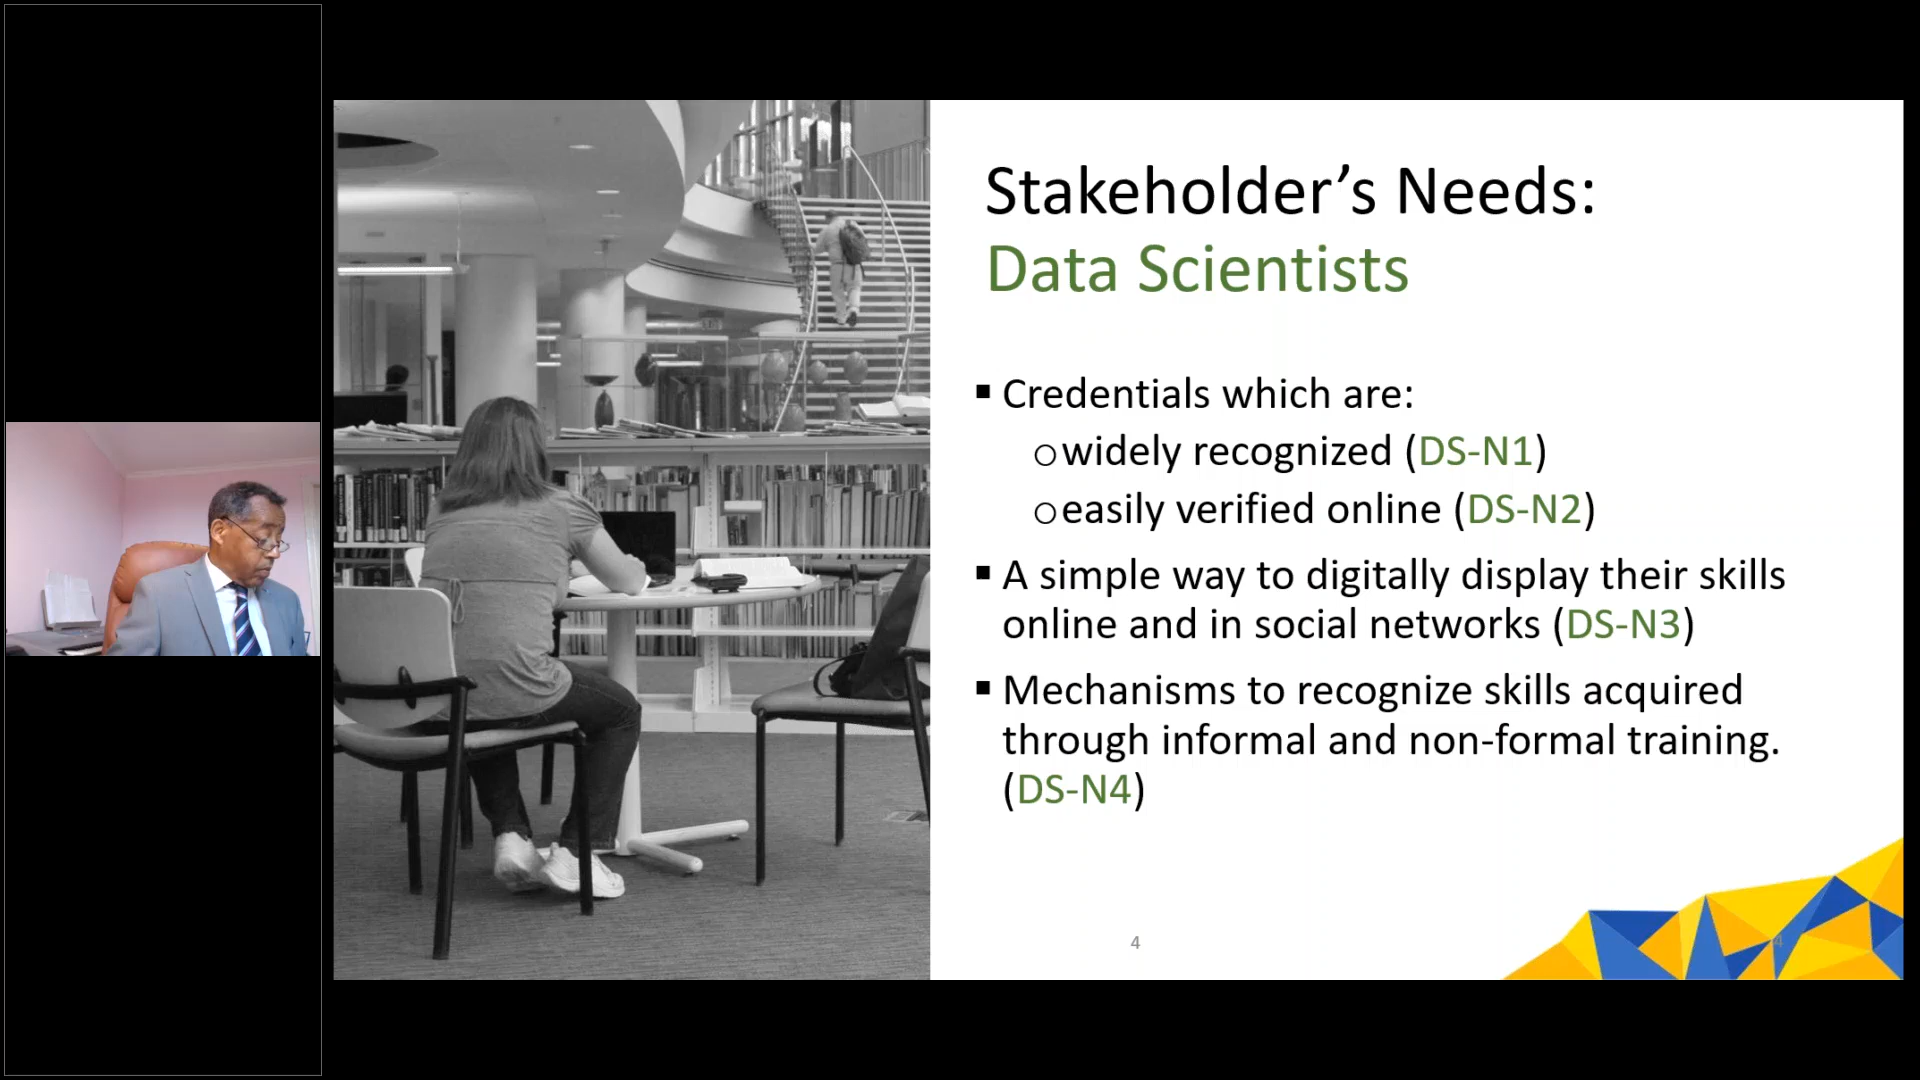 Stakeholder’s Needs:
Data Scientists
▪ Credentials which are:
○ widely recognized (DS-N1)
○ easily verified online (DS-N2)
▪ A simple way to digitally display their skills
online and in social networks (DS-N3)
▪ Mechanisms to recognize skills acquired
through informal and non-formal training.
(DS-N4)
4
4